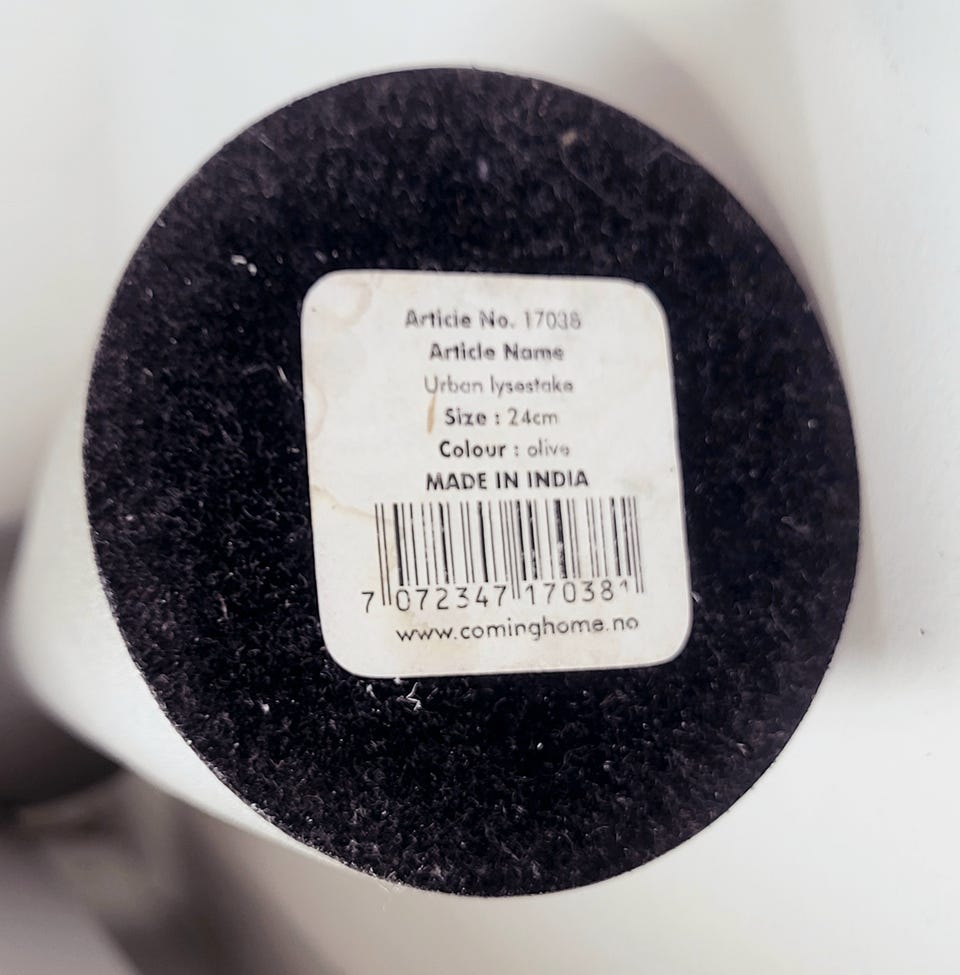 Article No. 17038
Article Name
Urban lysestake
Size : 24cm
Colour : olive
MADE IN INDIA
7 072347 170381
www.cominghome.no